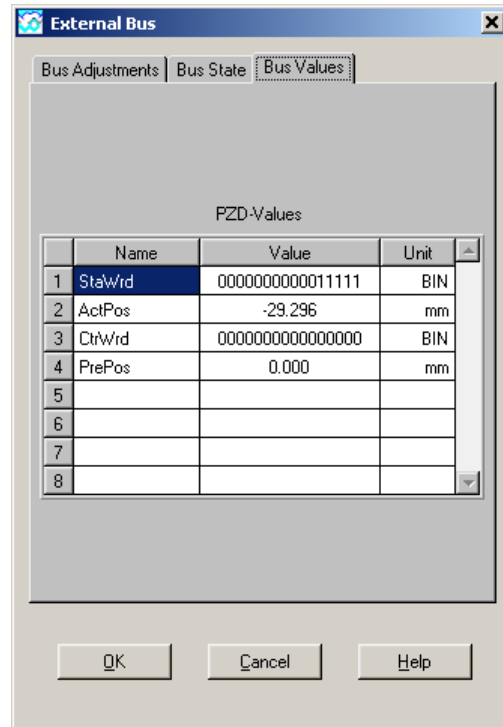 External Bus
Bus Adjustments Bus State Bus Values
PZD-Values
Name Value Unit
1 StaWrd 0000000000011111 BIN
2 ActPos -29.296 mm
3 CtrWrd 0000000000000000 BIN
4 PrePos 0.000 mm
5
6
7
8
OK Cancel Help